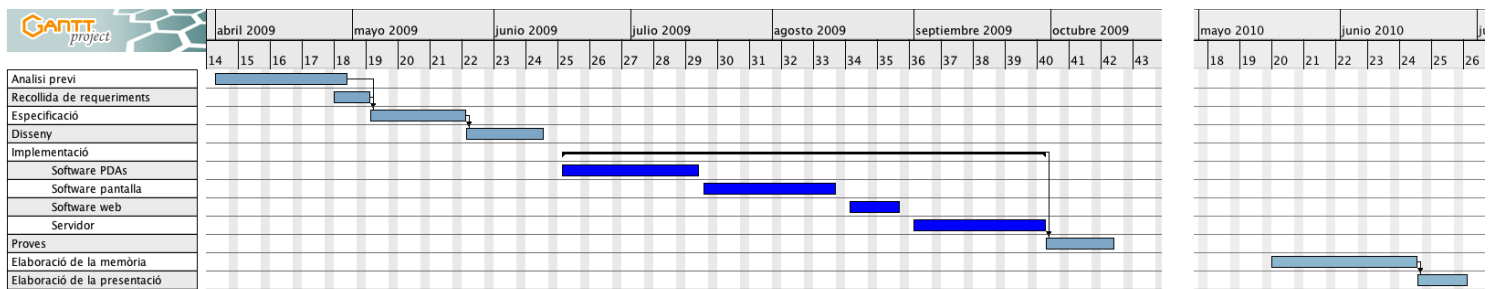 GANTT
project
abril 2009 mayo 2009 junio 2009 julio 2009 agosto 2009 septiembre 2009 octubre 2009 mayo 2010 junio 2010
14 15 16 17 18 19 20 21 22 23 24 25 26 27 28 29 30 31 32 33 34 35 36 37 38 39 40 41 42 43 18 19 20 21 22 23 24 25 26
Analisi previ
Recollida de requeriments
Especificació
Disseny
Implementació
Software PDAs
Software pantalla
Software web
Servidor
Proves
Elaboració de la memòria
Elaboració de la presentació